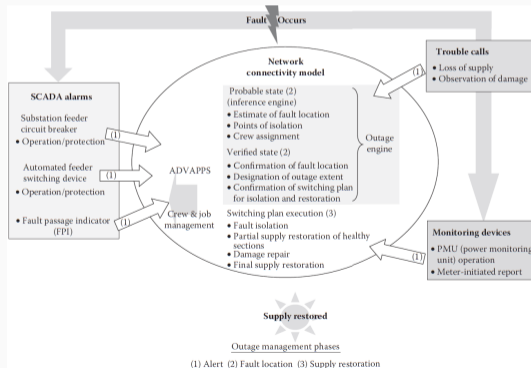 Fault Occurs
Network
connectivity model
Trouble calls
• Loss of supply
• Observation of damage
(1)
SCADA alarms
Substation feeder
circuit breaker
• Operation/protection
(1)
Automated feeder
switching device
• Operation/protection
(1)
• Fault passage indicator
(FPI)
(1)
Probable state (2)
(inference engine)
• Estimate of fault location
• Points of isolation
• Crew assignment
Verified state (2)
• Confirmation of fault location
• Designation of outage extent
• Confirmation of switching plan
for isolation and restoration
Outage
engine
ADVAPPS
Crew & job
management
Switching plan execution (3)
• Fault isolation
• Partial supply restoration of healthy
sections
• Damage repair
• Final supply restoration
Monitoring devices
• PMU (power monitoring
unit) operation
• Meter-initiated report
(1)
Supply restored
Outage management phases
(1) Alert (2) Fault location (3) Supply restoration